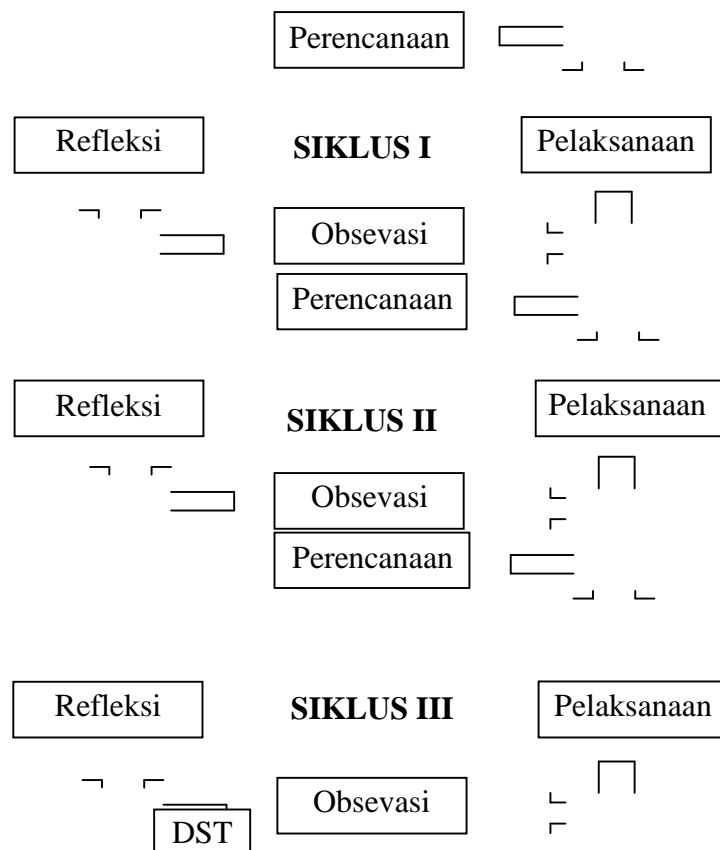 Perencanaan
Refleksi SIKLUS I Pelaksanaan
Obsevasi
Perencanaan
Refleksi SIKLUS II Pelaksanaan
Obsevasi
Perencanaan
Refleksi SIKLUS III Pelaksanaan
Obsevasi
DST